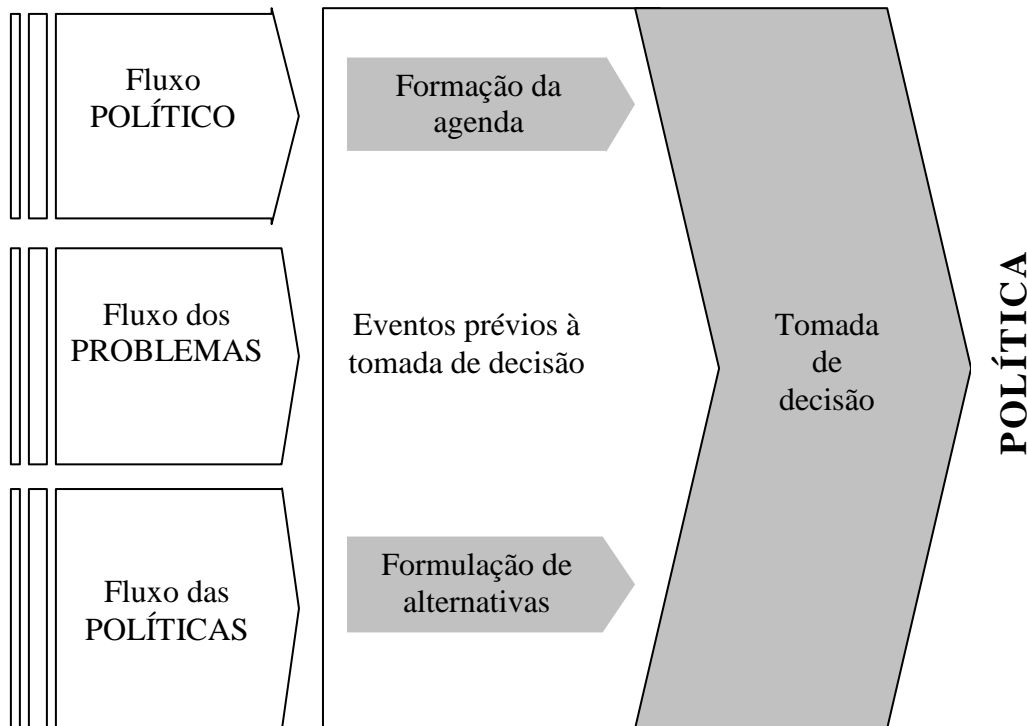 Fluxo
POLÍTICO
Fluxo dos
PROBLEMAS
Fluxo das
POLÍTICAS
Formação da
agenda
Eventos prévios à
tomada de decisão
Formulação de
alternativas
Tomada
de
decisão
POLÍTICA